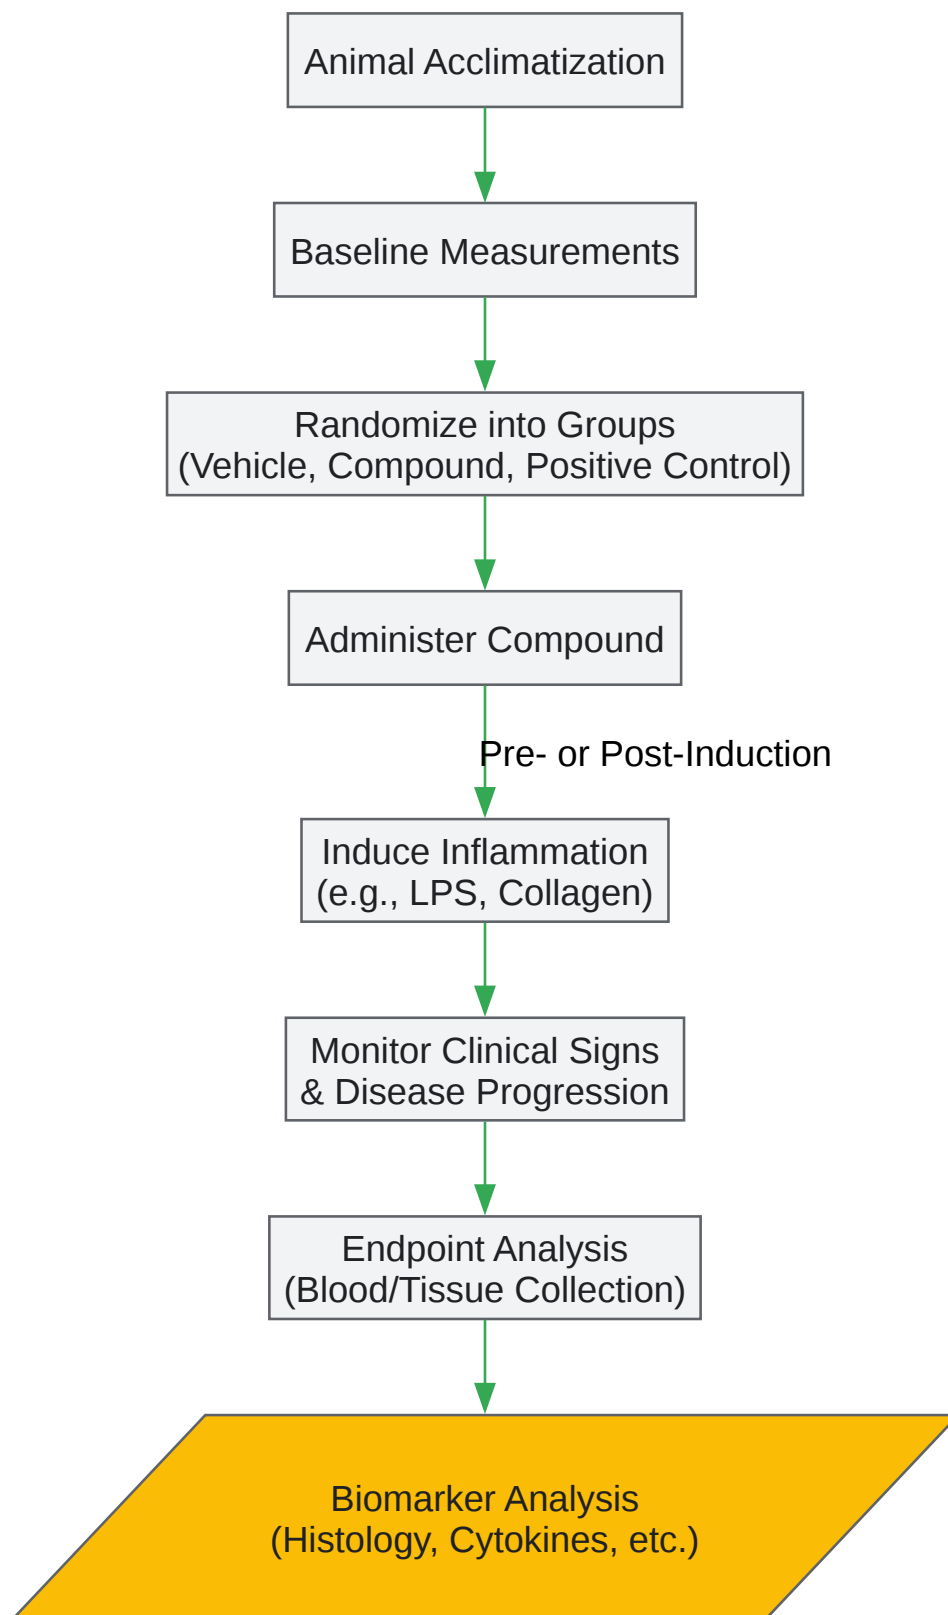 Animal Acclimatization
Baseline Measurements
Randomize into Groups
(Vehicle, Compound, Positive Control)
Administer Compound
Pre- or Post-Induction
Induce Inflammation
(e.g., LPS, Collagen)
Monitor Clinical Signs
& Disease Progression
Endpoint Analysis
(Blood/Tissue Collection)
Biomarker Analysis
(Histology, Cytokines, etc.)